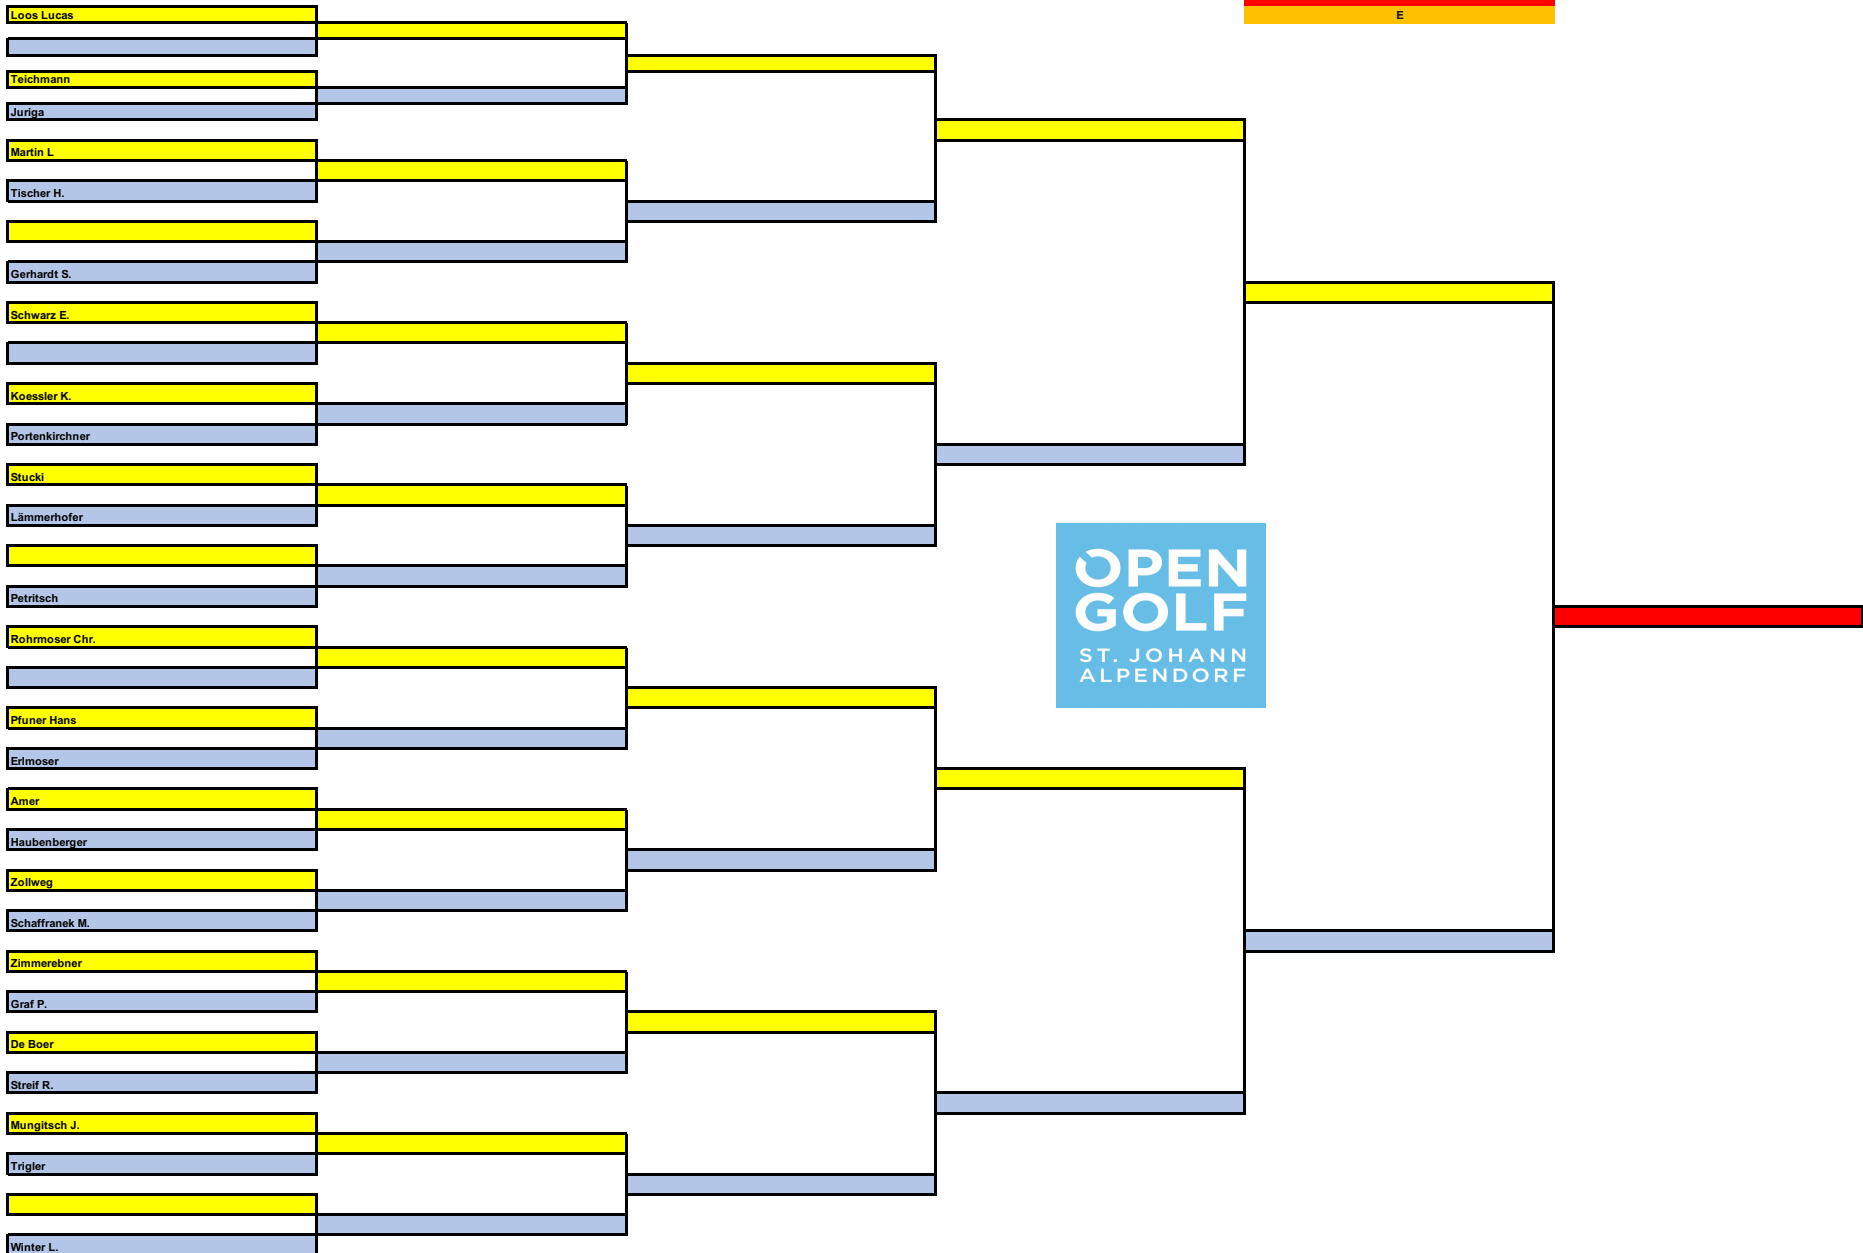 Loos Lucas
E
Teichmann
Juriga
Martin L
Tischer H.
Gerhardt S.
Schwarz E.
Koessler K.
Portenkirchner
Stucki
Lämmerhofer
Petritsch
Rohrmoser Chr.
Pfuner Hans
Erlmoser
Amer
Haubenberger
Zollweg
Schaffranek M.
Zimmerebner
Graf P.
De Boer
Streif R.
Mungitsch J.
Trigler
Winter L.
OPEN
GOLF
ST. JOHANN
ALPENDORF